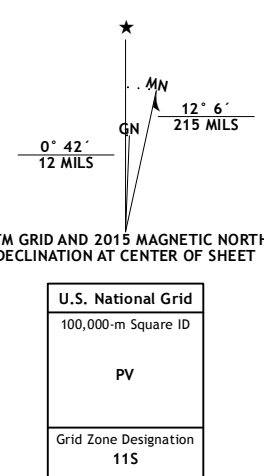 ★
MN
GN
12° 6´
215 MILS
0° 42´
12 MILS
TM GRID AND 2015 MAGNETIC NORTH
DECLINATION AT CENTER OF SHEET
U.S. National Grid
100,000-m Square ID
PV
Grid Zone Designation
11S